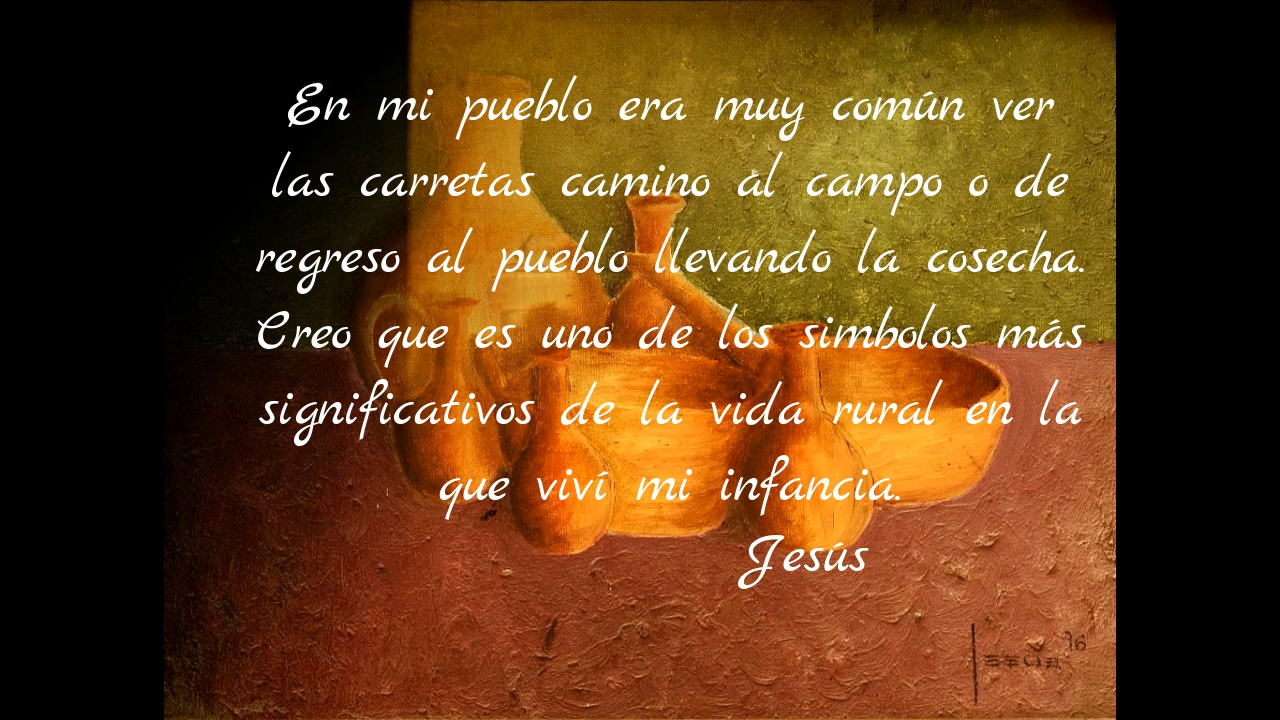 En mi pueblo era muy común ver
las carretas camino al campo o de
regreso al pueblo llevando la cosecha.
Creo que es uno de los simbolos más
significativos de la vida rural en la
que viví mi infancia.
Jesús
96